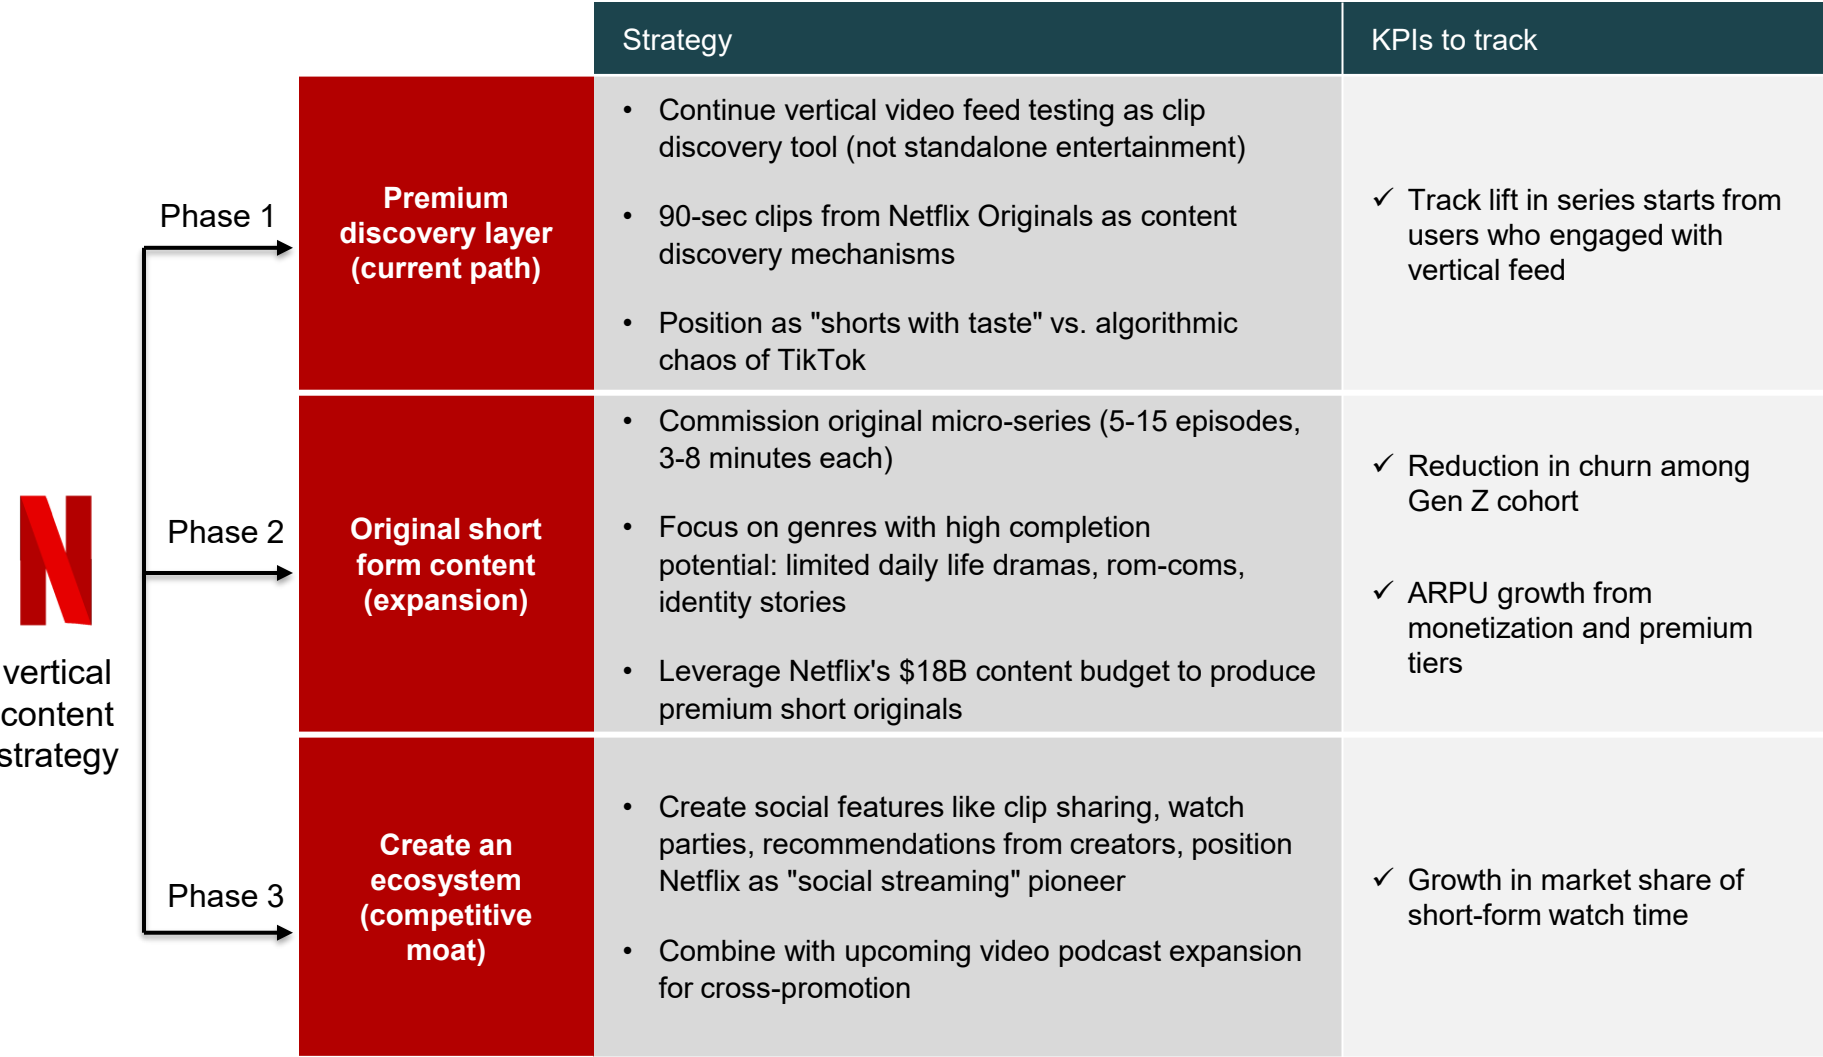 Strategy
KPIs to track
Phase 1
Premium
discovery layer
(current path)
• Continue vertical video feed testing as clip
discovery tool (not standalone entertainment)
• 90-sec clips from Netflix Originals as content
discovery mechanisms
• Position as "shorts with taste" vs. algorithmic
chaos of TikTok
✓ Track lift in series starts from
users who engaged with
vertical feed
N
vertical
content
strategy
Phase 2
Original short
form content
(expansion)
• Commission original micro-series (5-15 episodes,
3-8 minutes each)
• Focus on genres with high completion
potential: limited daily life dramas, rom-coms,
identity stories
• Leverage Netflix's $18B content budget to produce
premium short originals
✓ Reduction in churn among
Gen Z cohort
✓ ARPU growth from
monetization and premium
tiers
Phase 3
Create an
ecosystem
(competitive
moat)
• Create social features like clip sharing, watch
parties, recommendations from creators, position
Netflix as "social streaming" pioneer
• Combine with upcoming video podcast expansion
for cross-promotion
✓ Growth in market share of
short-form watch time